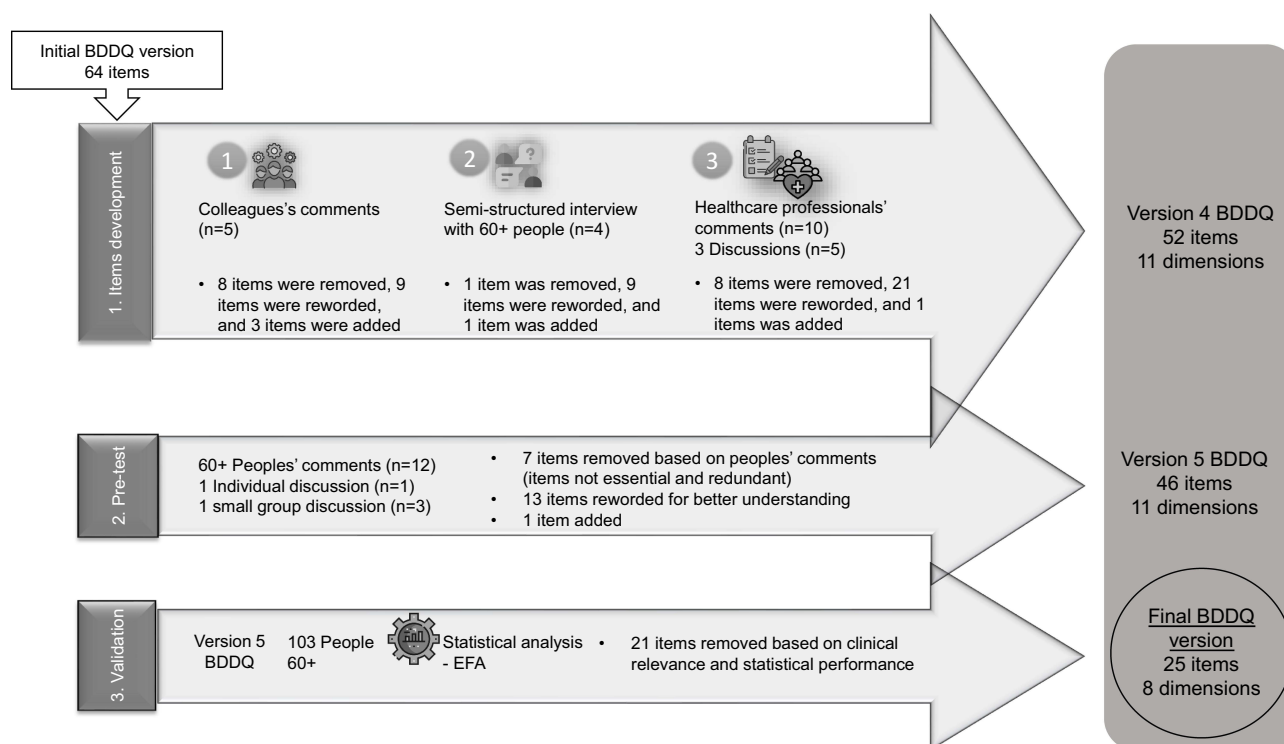 Initial BDDQ version
64 items
1. Items development
1
Colleagues's comments
(n=5)
• 8 items were removed, 9
items were reworded,
and 3 items were added
2
?
Semi-structured interview
with 60+ people (n=4)
• 1 item was removed, 9
items were reworded, and
1 item was added
3
Healthcare professionals'
comments (n=10)
3 Discussions (n=5)
• 8 items were removed, 21
items were reworded, and 1
items was added
Version 4 BDDQ
52 items
11 dimensions
2. Pre-test
60+ Peoples' comments (n=12)
1 Individual discussion (n=1)
1 small group discussion (n=3)
• 7 items removed based on peoples' comments
(items not essential and redundant)
• 13 items reworded for better understanding
• 1 item added
Version 5 BDDQ
46 items
11 dimensions
3. Validation
Version 5
BDDQ
103 People
60+
Statistical analysis
- EFA
• 21 items removed based on clinical
relevance and statistical performance
Final BDDQ
version
25 items
8 dimensions